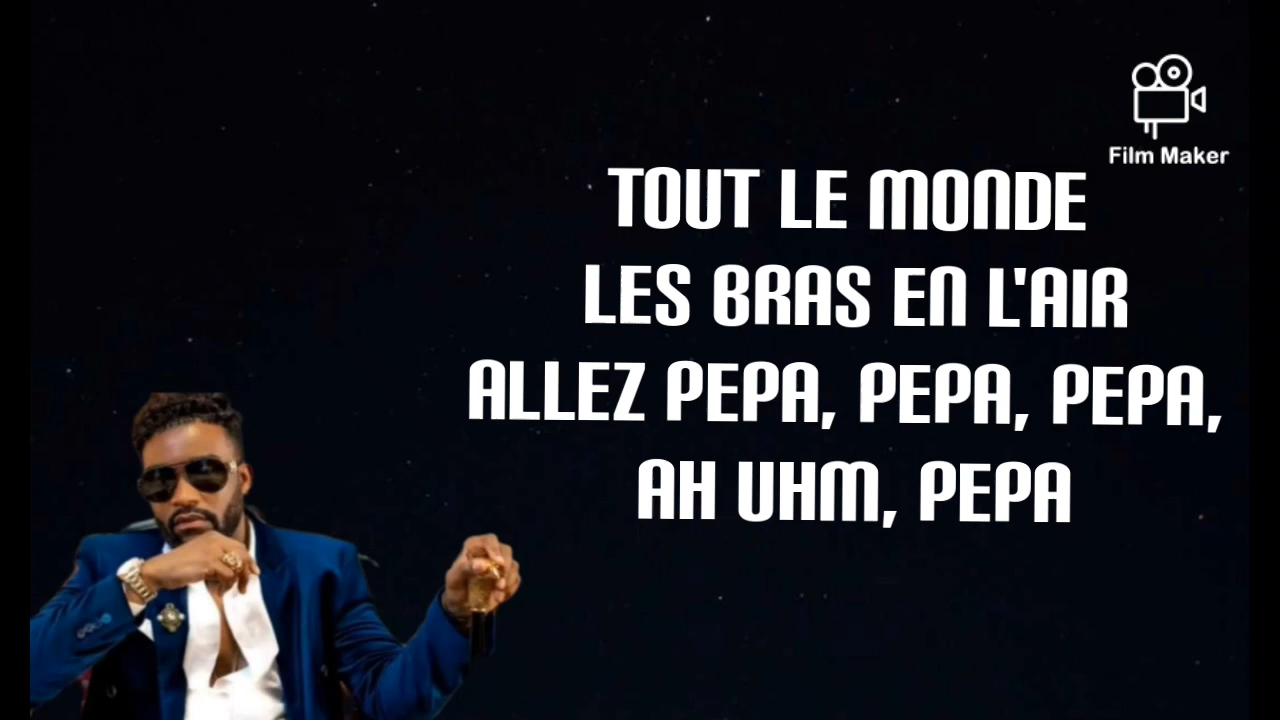 Film Maker
TOUT LE MONDE
LES BRAS EN L'AIR
ALLEZ PEPA, PEPA, PEPA,
AH UHM, PEPA